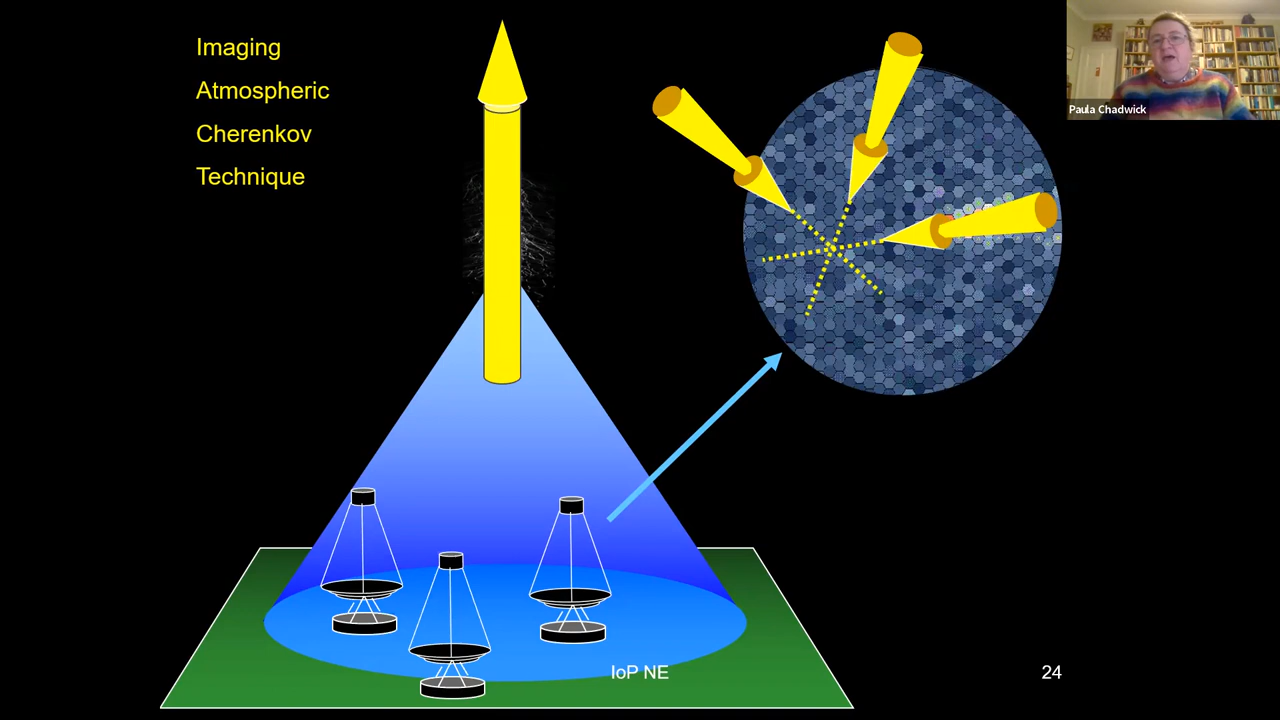 Imaging
Atmospheric
Cherenkov
Technique
Paula Chadwick
IoP NE
24